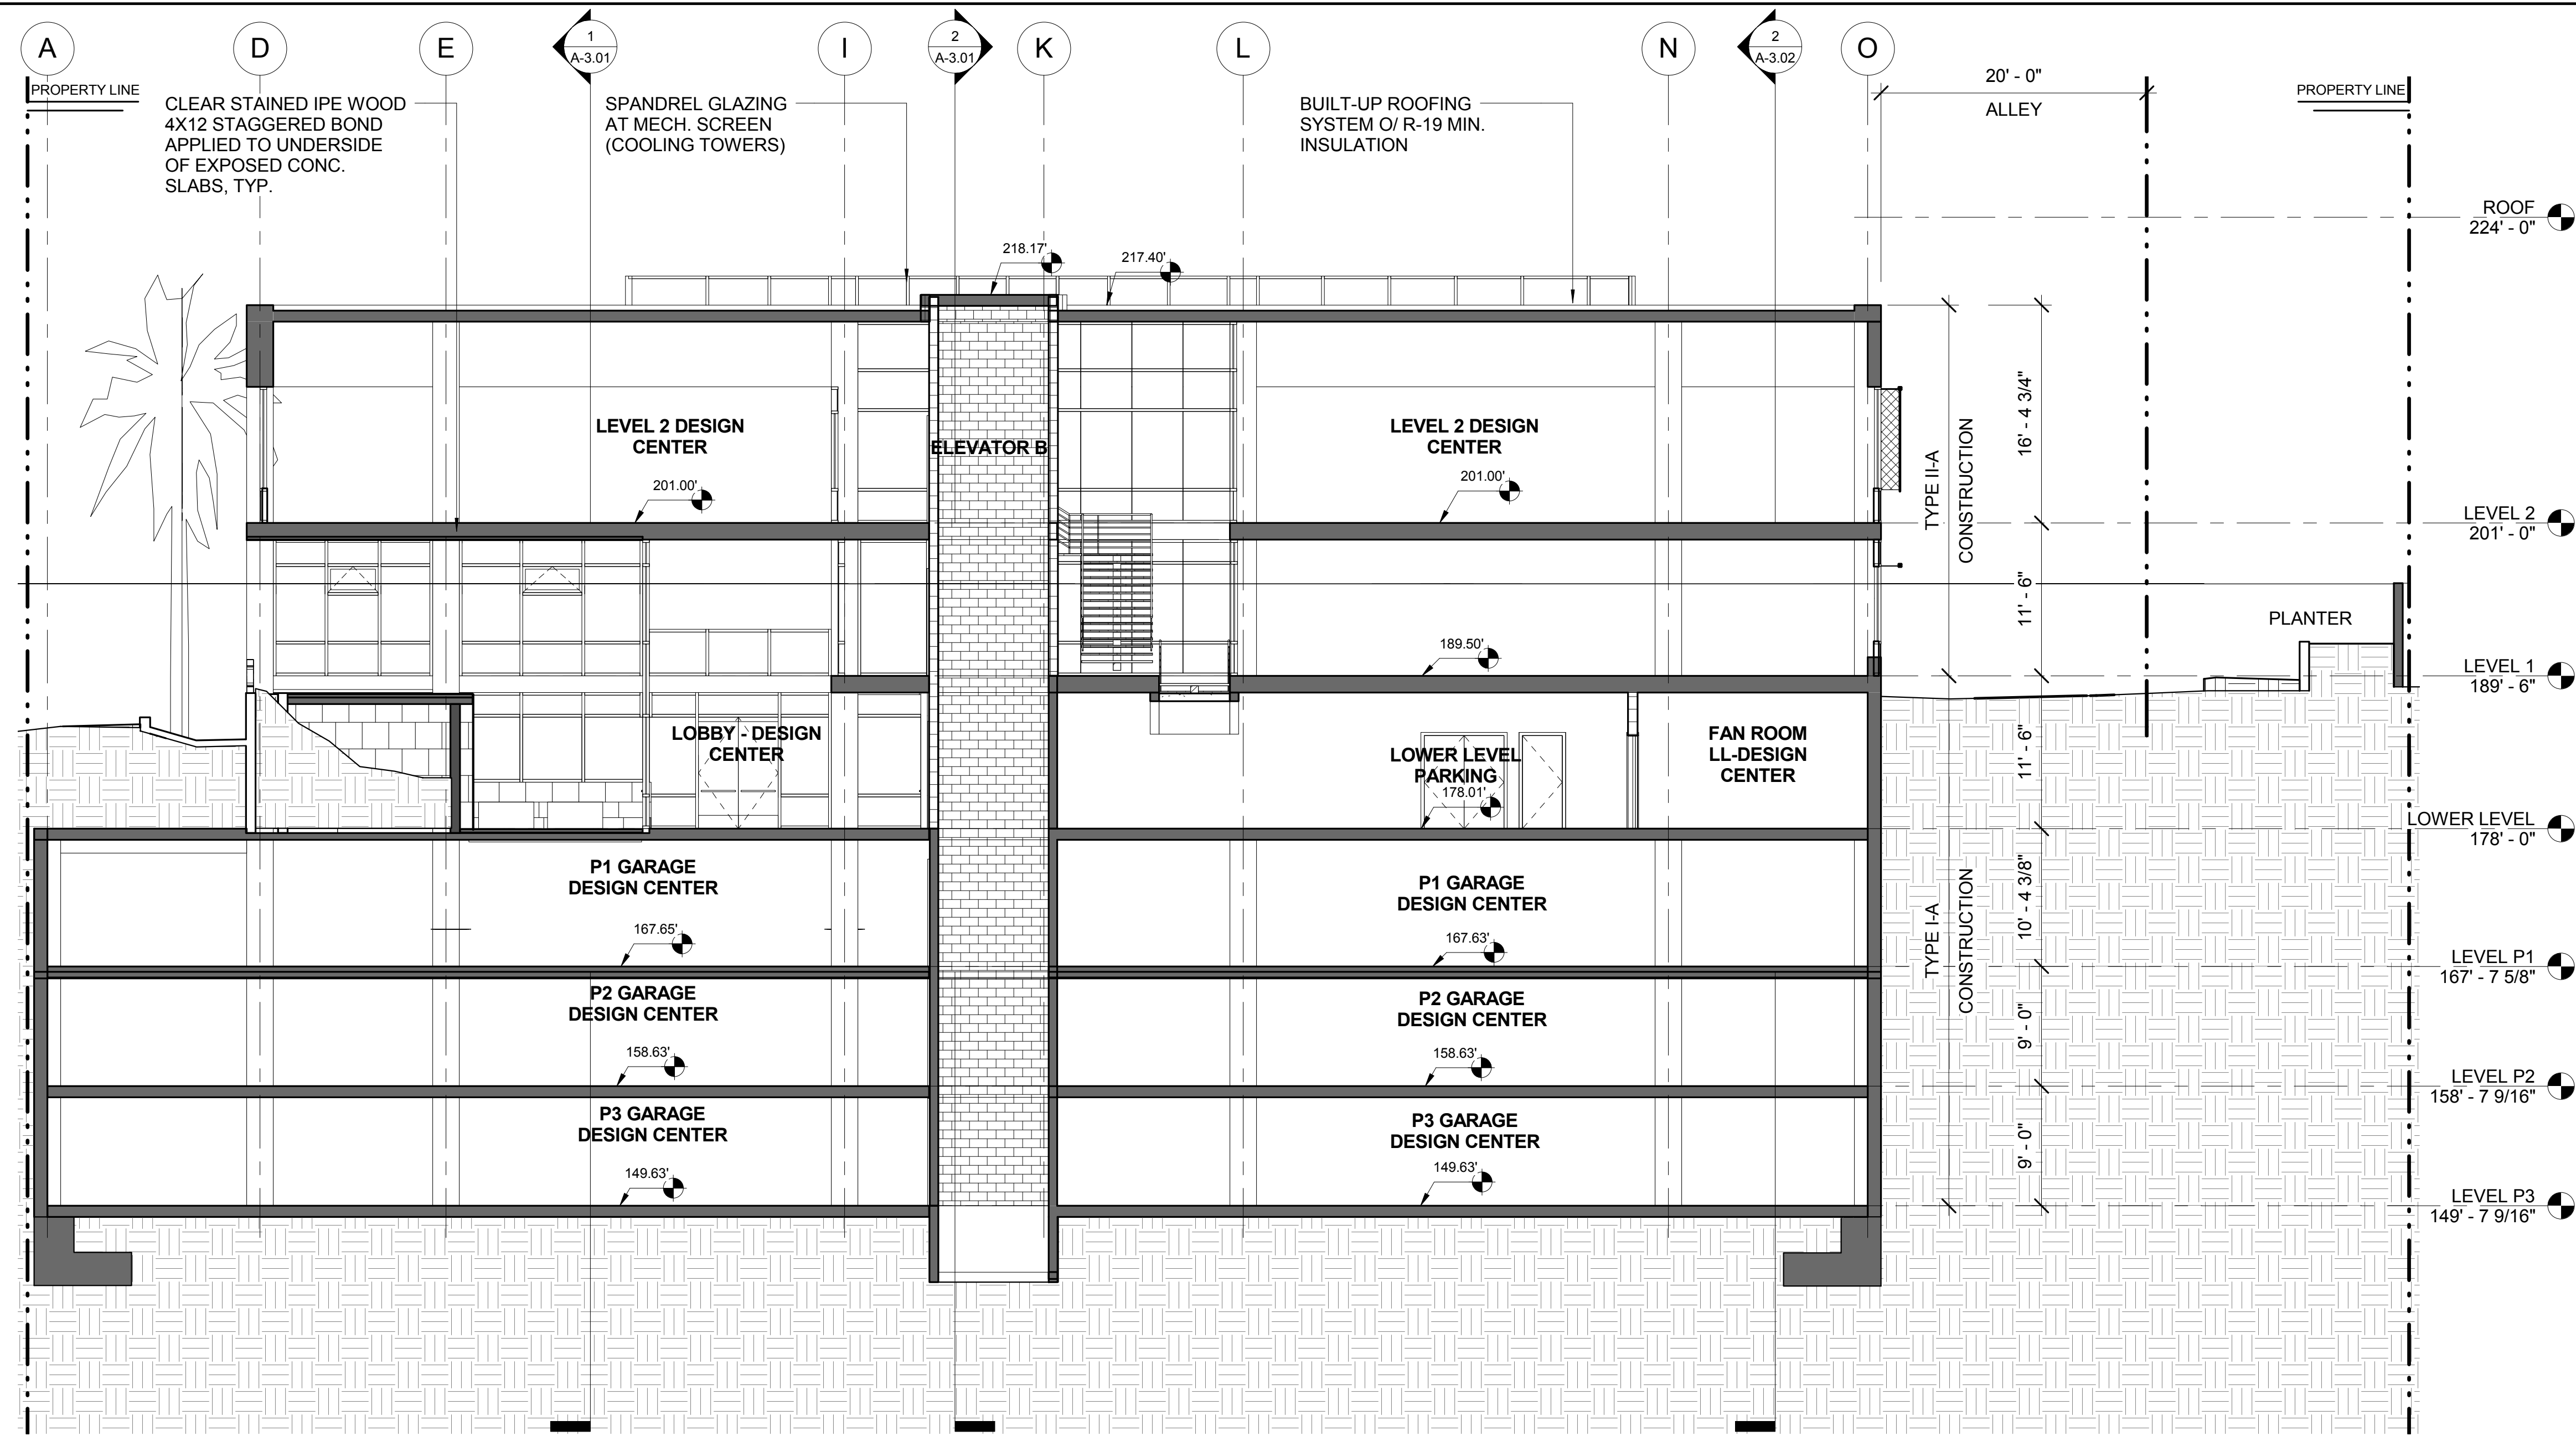 A
D
E
1
A-3.01
I
2
A-3.01
K
L
N
2
A-3.02
O
PROPERTY LINE
CLEAR STAINED IPE WOOD
4X12 STAGGERED BOND
APPLIED TO UNDERSIDE
OF EXPOSED CONC.
SLABS, TYP.
SPANDREL GLAZING
AT MECH. SCREEN
(COOLING TOWERS)
BUILT-UP ROOFING
SYSTEM O/ R-19 MIN.
INSULATION
20' - 0"
ALLEY
PROPERTY LINE
ROOF
224' - 0"
218.17'
217.40'
LEVEL 2 DESIGN
CENTER
ELEVATOR B
LEVEL 2 DESIGN
CENTER
201.00'
201.00'
TYPE II-A
CONSTRUCTION
16' - 4 3/4"
LEVEL 2
201' - 0"
11' - 6"
PLANTER
189.50'
LEVEL 1
189' - 6"
LOBBY - DESIGN
CENTER
LOWER LEVEL
PARKING
178.01'
FAN ROOM
LL-DESIGN
CENTER
11' - 6"
LOWER LEVEL
178' - 0"
P1 GARAGE
DESIGN CENTER
P1 GARAGE
DESIGN CENTER
167.65'
167.63'
TYPE I-A
CONSTRUCTION
10' - 4 3/8"
LEVEL P1
167' - 7 5/8"
P2 GARAGE
DESIGN CENTER
P2 GARAGE
DESIGN CENTER
158.63'
158.63'
9' - 0"
LEVEL P2
158' - 7 9/16"
P3 GARAGE
DESIGN CENTER
P3 GARAGE
DESIGN CENTER
149.63'
149.63'
9' - 0"
LEVEL P3
149' - 7 9/16"